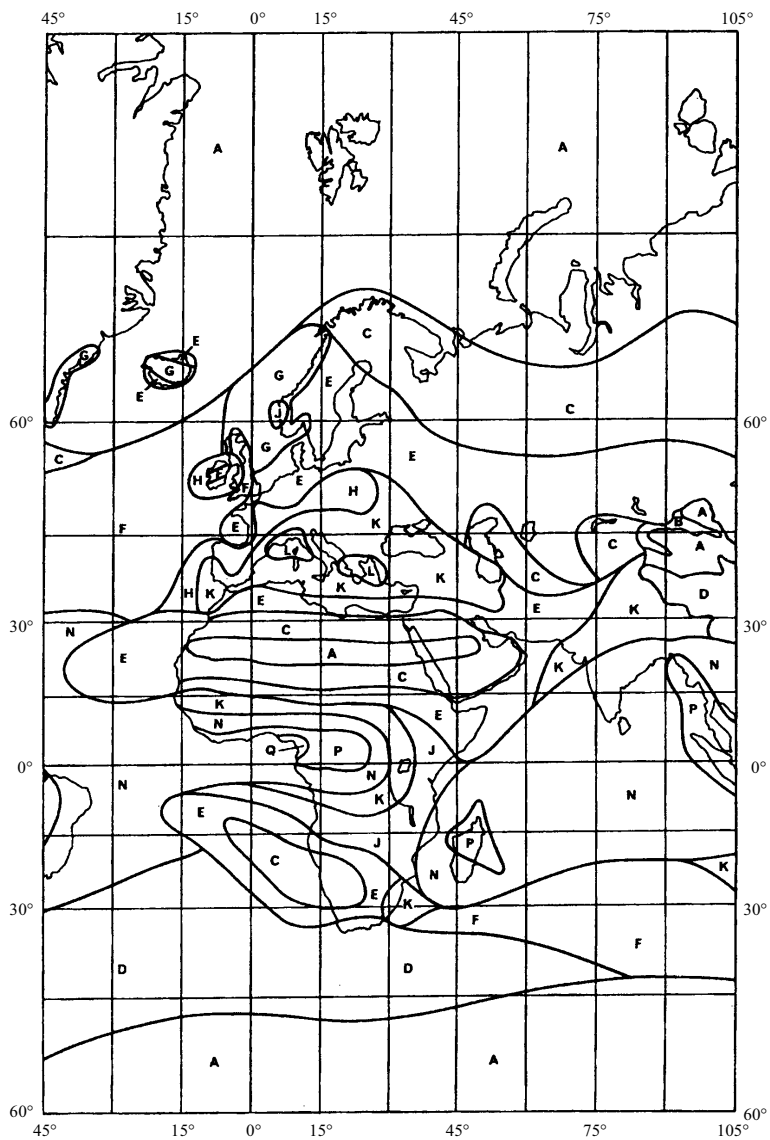 45° 15° 0° 15° 45° 75° 105°
A A
C
E
G G
G E
E
J C
60° 60°
C G
E
H E F E H
F
F E K B A
L C A
L
H K K K C D
E E K
30° N 30°
C
E A N
C K
K P
N E
Q P J
0° N 0°
N K N
E
J P
C
N K
E K
30° F 30°
F
D D
A A
60° 60°
45° 15° 0° 15° 45° 75° 105°